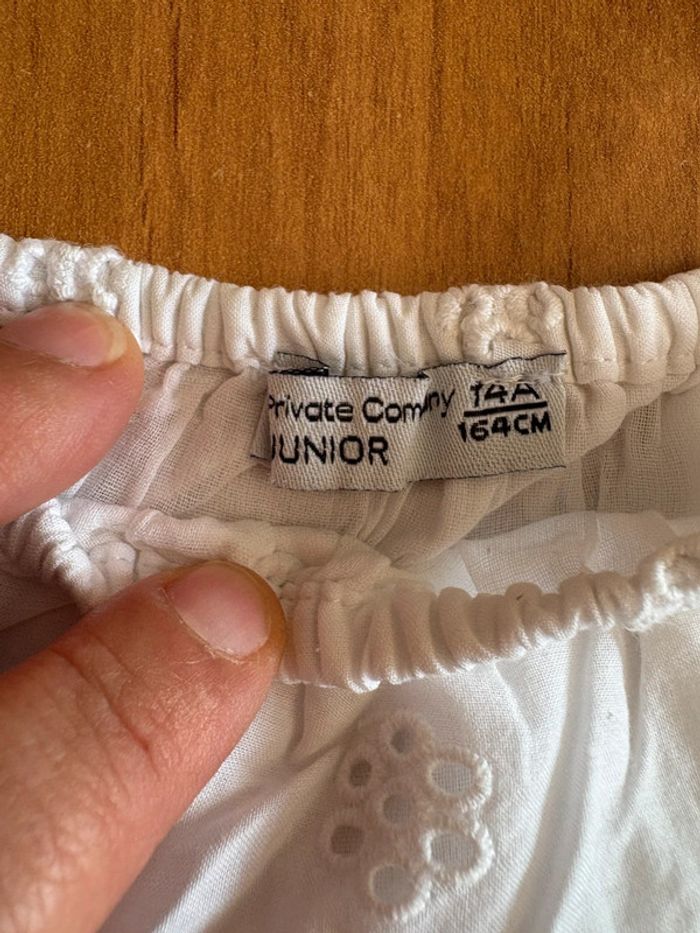 Private Company 14A
JUNIOR 164CM